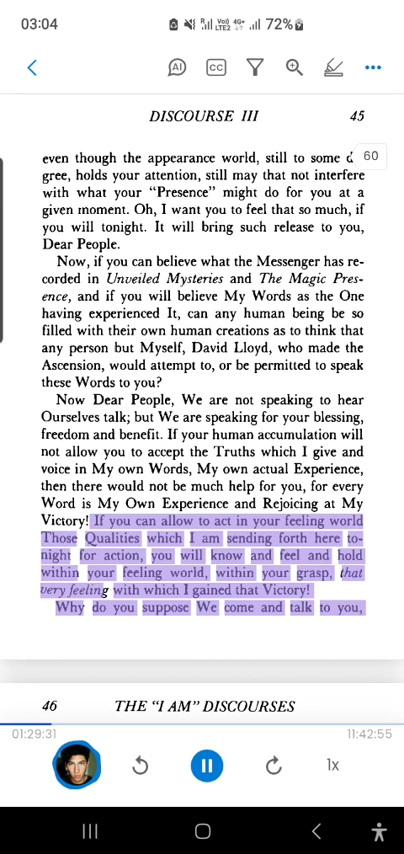 03:04
VoLTE2 4G+ 72%
AI CC
DISCOURSE III 45
60
even though the appearance world, still to some d
gree, holds your attention, still may that not interfere
with what your “Presence” might do for you at a
given moment. Oh, I want you to feel that so much, if
you will tonight. It will bring such release to you,
Dear People.
Now, if you can believe what the Messenger has re-
corded in Unveiled Mysteries and The Magic Pres-
ence, and if you will believe My Words as the One
having experienced It, can any human being be so
filled with their own human creations as to think that
any person but Myself, David Lloyd, who made the
Ascension, would attempt to, or be permitted to speak
these Words to you?
Now Dear People, We are not speaking to hear
Ourselves talk; but We are speaking for your blessing,
freedom and benefit. If your human accumulation will
not allow you to accept the Truths which I give and
voice in My own Words, My own actual Experience,
then there would not be much help for you, for every
Word is My Own Experience and Rejoicing at My
Victory! If you can allow to act in your feeling world
Those Qualities which I am sending forth here to-
night for action, you will know and feel and hold
within your feeling world, within your grasp, that
very feeling with which I gained that Victory!
Why do you suppose We come and talk to you,
46 THE “I AM” DISCOURSES
01:29:31 11:42:55
1x